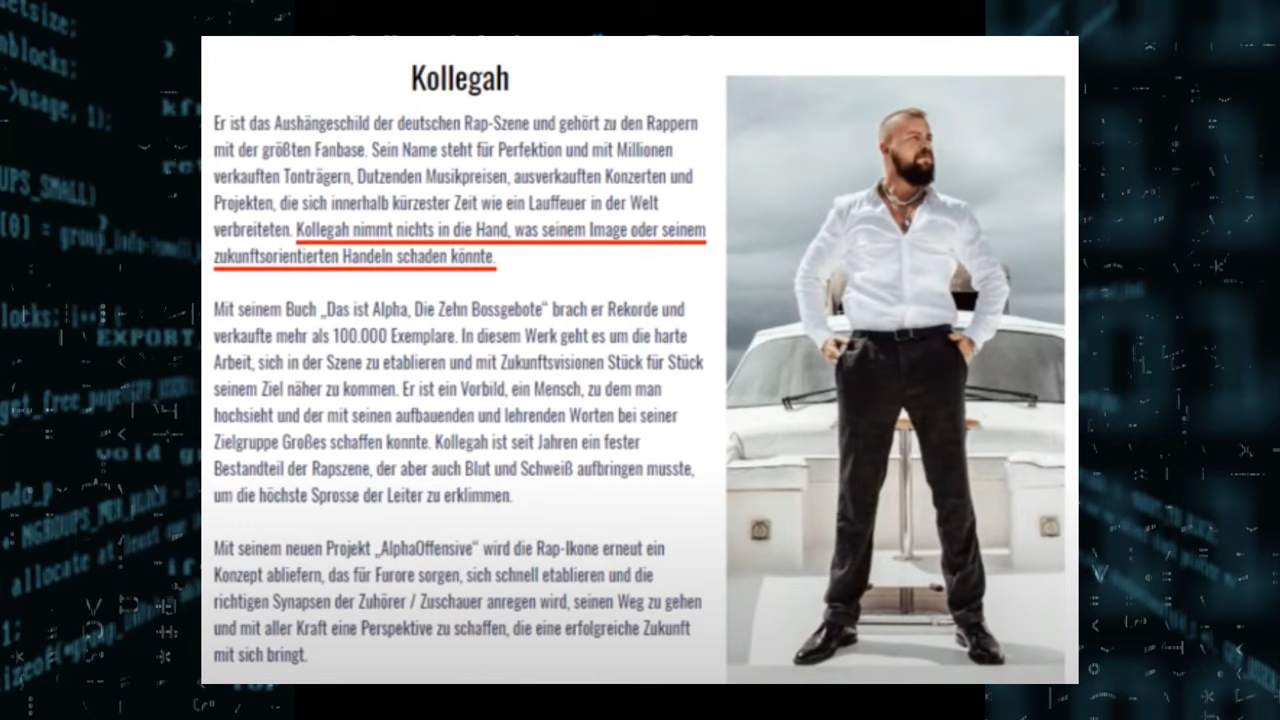 Kollegah
Er ist das Aushängeschild der deutschen Rap-Szene und gehört zu den Rappern
mit der größten Fanbase. Sein Name steht für Perfektion und mit Millionen
verkauften Tonträgern, Dutzenden Musikpreisen, ausverkauften Konzerten und
Projekten, die sich innerhalb kürzester Zeit wie ein Lauffeuer in der Welt
verbreiteten. Kollegah nimmt nichts in die Hand, was seinem Image oder seinem
zukunftsorientierten Handeln schaden könnte.
Mit seinem Buch „Das ist Alpha, Die Zehn Bossgebote“ brach er Rekorde und
verkaufte mehr als 100.000 Exemplare. In diesem Werk geht es um die harte
Arbeit, sich in der Szene zu etablieren und mit Zukunftsvisionen Stück für Stück
seinem Ziel näher zu kommen. Er ist ein Vorbild, ein Mensch, zu dem man
hochsieht und der mit seinen aufbauenden und lehrenden Worten bei seiner
Zielgruppe Großes schaffen konnte. Kollegah ist seit Jahren ein fester
Bestandteil der Rapszene, der aber auch Blut und Schweiß aufbringen musste,
um die höchste Sprosse der Leiter zu erklimmen.
Mit seinem neuen Projekt „AlphaOffensive“ wird die Rap-Ikone erneut ein
Konzept abliefern, das für Furore sorgen, sich schnell etablieren und die
richtigen Synapsen der Zuhörer / Zuschauer anregen wird, seinen Weg zu gehen
und mit aller Kraft eine Perspektive zu schaffen, die eine erfolgreiche Zukunft
mit sich bringt.
nblocks;
->usage, 1);
UPS_SMALL)
locks; i++) {
EXPORT
void